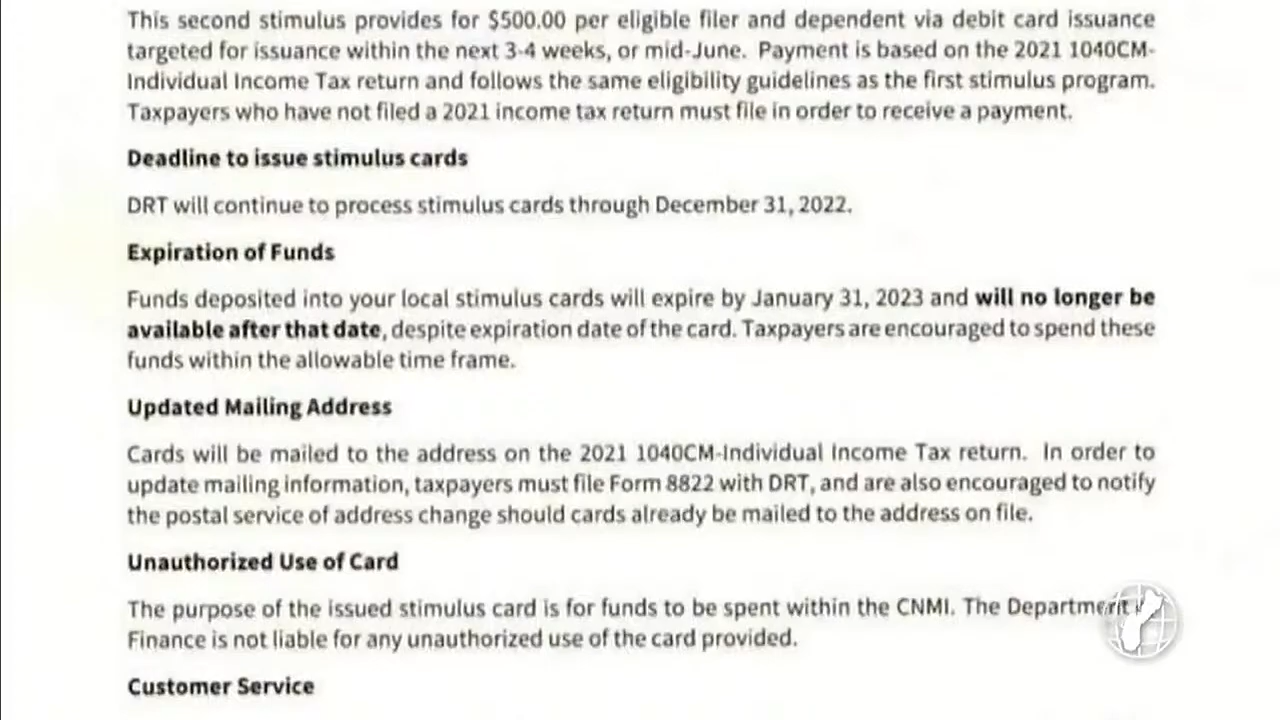 This second stimulus provides for $500.00 per eligible filer and dependent via debit card issuance
targeted for issuance within the next 3-4 weeks, or mid-June. Payment is based on the 2021 1040CM-
Individual Income Tax return and follows the same eligibility guidelines as the first stimulus program.
Taxpayers who have not filed a 2021 income tax return must file in order to receive a payment.
Deadline to issue stimulus cards
DRT will continue to process stimulus cards through December 31, 2022.
Expiration of Funds
Funds deposited into your local stimulus cards will expire by January 31, 2023 and will no longer be
available after that date, despite expiration date of the card. Taxpayers are encouraged to spend these
funds within the allowable time frame.
Updated Mailing Address
Cards will be mailed to the address on the 2021 1040CM-Individual Income Tax return. In order to
update mailing information, taxpayers must file Form 8822 with DRT, and are also encouraged to notify
the postal service of address change should cards already be mailed to the address on file.
Unauthorized Use of Card
The purpose of the issued stimulus card is for funds to be spent within the CNMI. The Department
Finance is not liable for any unauthorized use of the card provided.
Customer Service